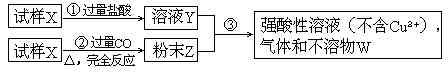 试样X ①过量盐酸 溶液Y
③ 强酸性溶液(不含Cu²⁺),
气体和不溶物W
试样X ②过量CO △,完全反应 粉末Z